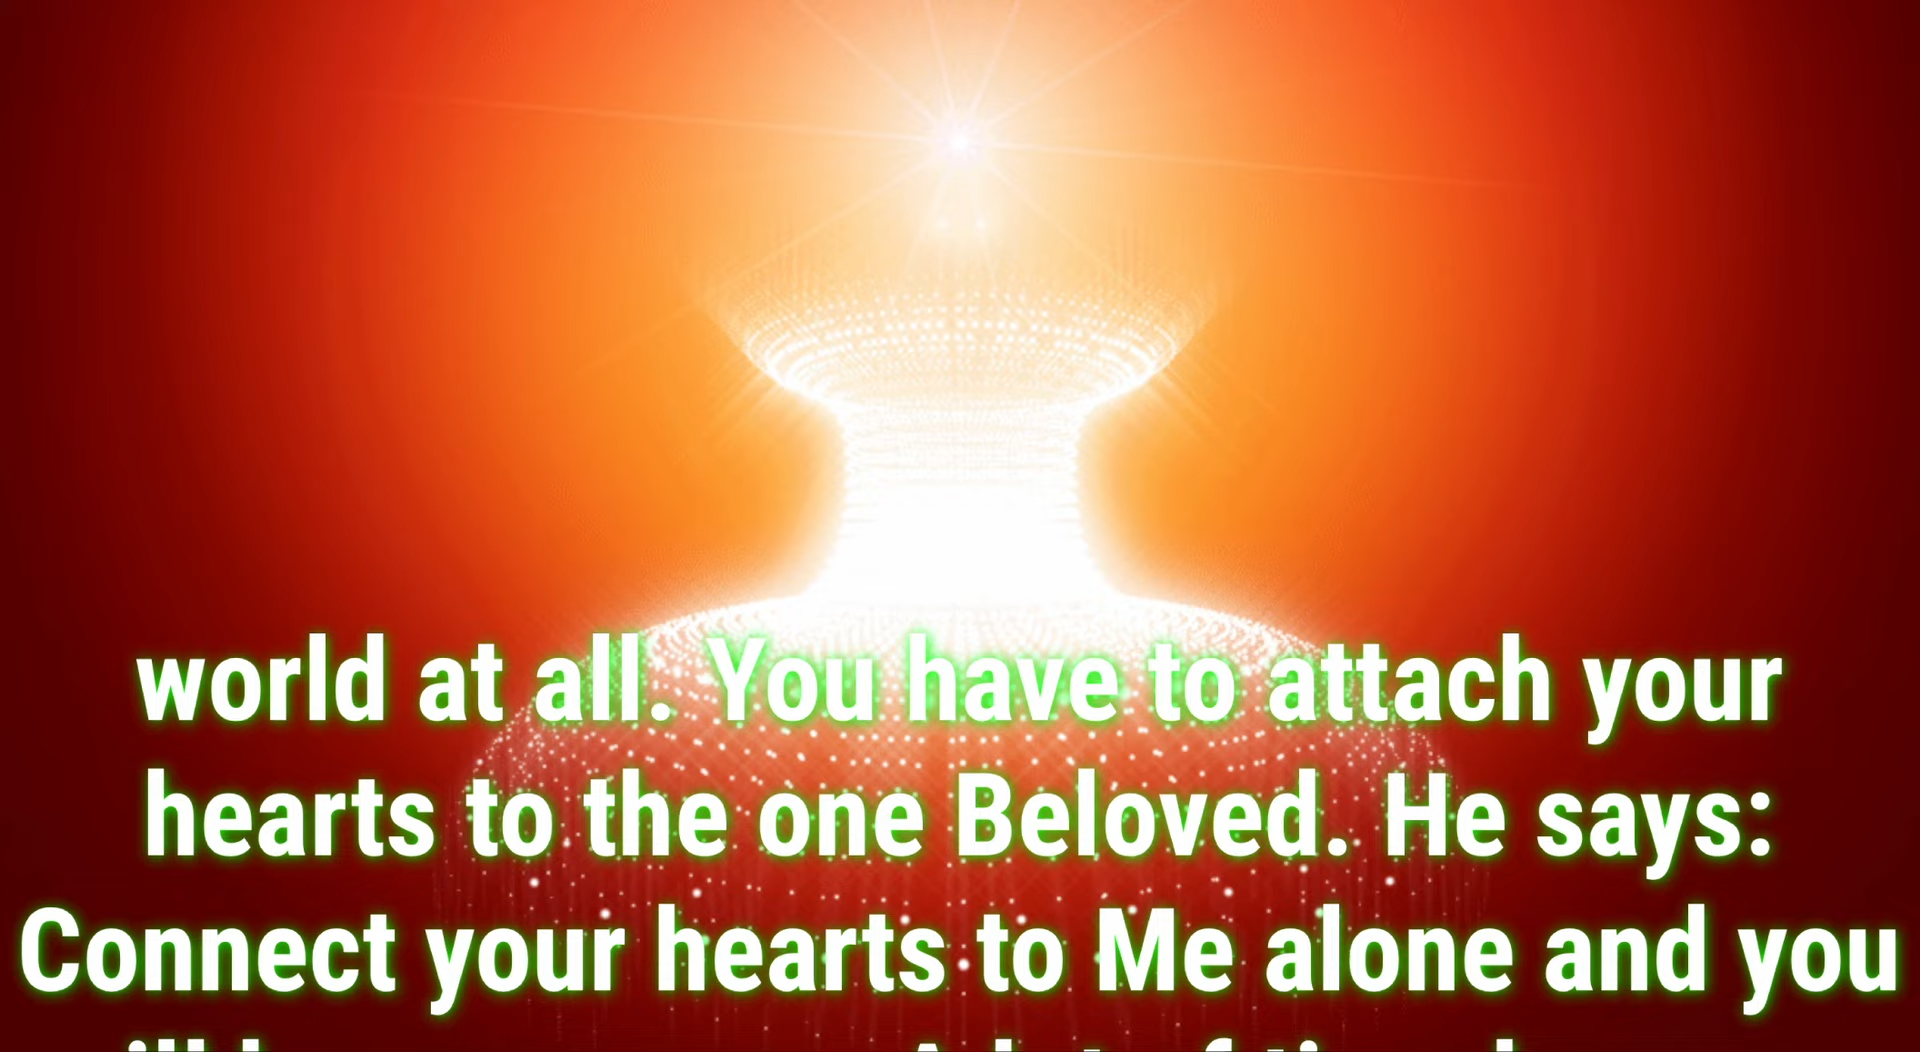 world at all. You have to attach your
hearts to the one Beloved. He says:
Connect your hearts to Me alone and you